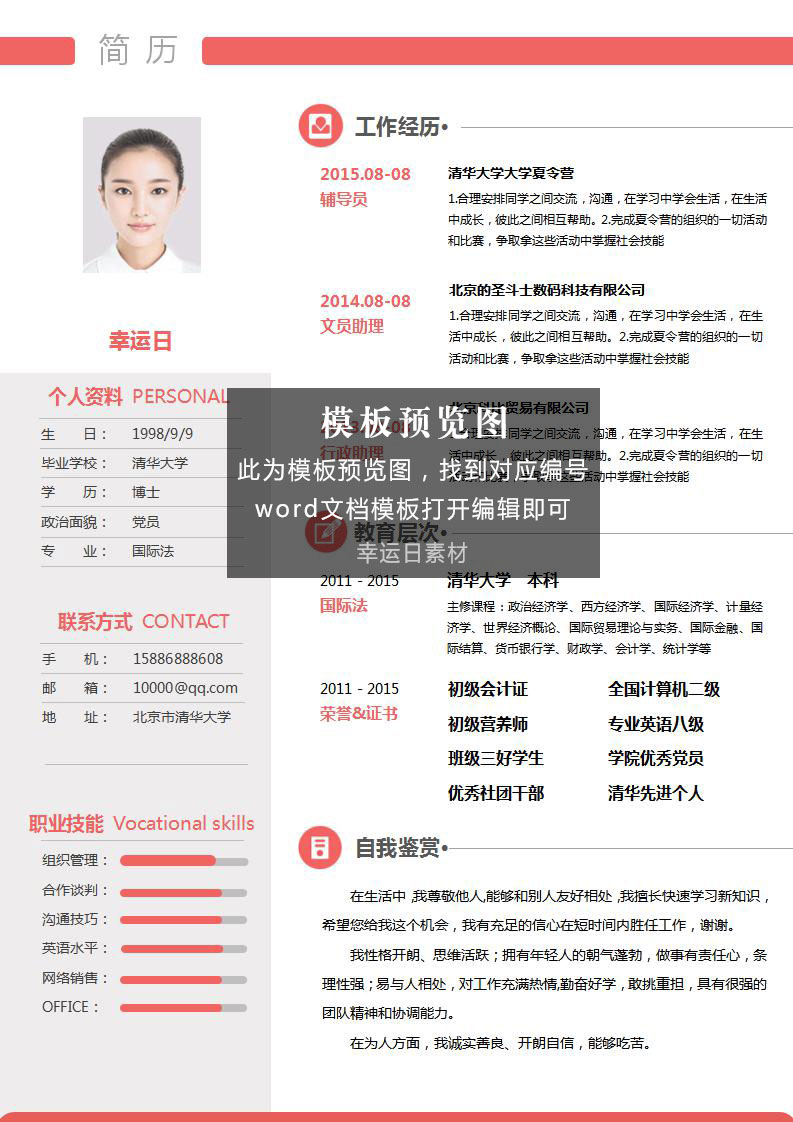 简 历
幸运日
个人资料 PERSONAL
生 日： 1998/9/9
毕业学校： 清华大学
学 历： 博士
政治面貌： 党员
专 业： 国际法
联系方式 CONTACT
手 机： 15886888608
邮 箱： 10000@qq.com
地 址： 北京市清华大学
职业技能 Vocational skills
组织管理：
合作谈判：
沟通技巧：
英语水平：
网络销售：
OFFICE：
工作经历•
2015.08-08
辅导员
清华大学大学夏令营
1.合理安排同学之间交流，沟通，在学习中学会生活，在生活
中成长，彼此之间相互帮助。2.完成夏令营的组织的一切活动
和比赛，争取拿这些活动中掌握社会技能
2014.08-08
文员助理
北京的圣斗士数码科技有限公司
1.合理安排同学之间交流，沟通，在学习中学会生活，在生
活中成长，彼此之间相互帮助。2.完成夏令营的组织的一切
活动和比赛，争取拿这些活动中掌握社会技能
行政助理
北京科比贸易有限公司
1.合理安排同学之间交流，沟通，在学习中学会生活，在生
活中成长，彼此之间相互帮助。2.完成夏令营的组织的一切
活动和比赛，争取拿这些活动中掌握社会技能
模板预览图
此为模板预览图，找到对应编号
word文档模板打开编辑即可
幸运日素材
教育层次•
2011 - 2015
国际法
清华大学 本科
主修课程：政治经济学、西方经济学、国际经济学、计量经
济学、世界经济概论、国际贸易理论与实务、国际金融、国
际结算、货币银行学、财政学、会计学、统计学等
2011 - 2015
荣誉&证书
初级会计证 全国计算机二级
初级营养师 专业英语八级
班级三好学生 学院优秀党员
优秀社团干部 清华先进个人
自我鉴赏•
在生活中 ,我尊敬他人,能够和别人友好相处 ,我擅长快速学习新知识，
希望您给我这个机会，我有充足的信心在短时间内胜任工作，谢谢。
我性格开朗、思维活跃；拥有年轻人的朝气蓬勃，做事有责任心，条
理性强；易与人相处，对工作充满热情,勤奋好学，敢挑重担，具有很强的
团队精神和协调能力。
在为人方面，我诚实善良、开朗自信，能够吃苦。